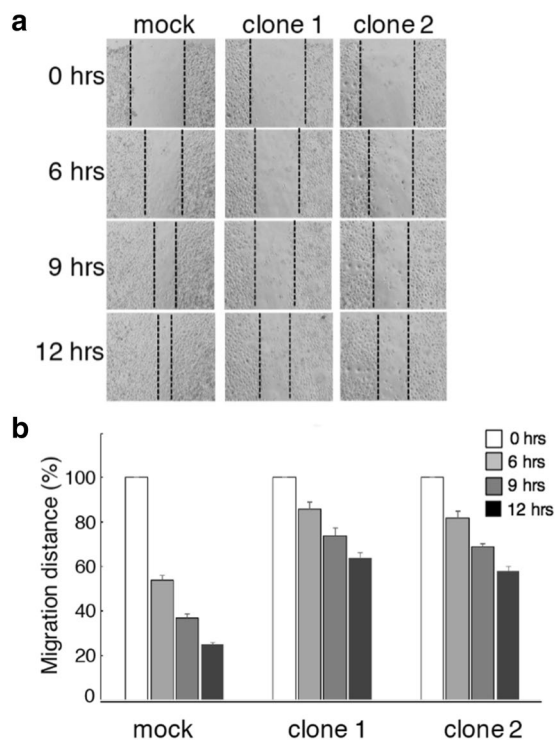 a
mock clone 1 clone 2
0 hrs
6 hrs
9 hrs
12 hrs
b
Migration distance (%)
100
80
60
40
20
0
0 hrs
6 hrs
9 hrs
12 hrs
mock clone 1 clone 2